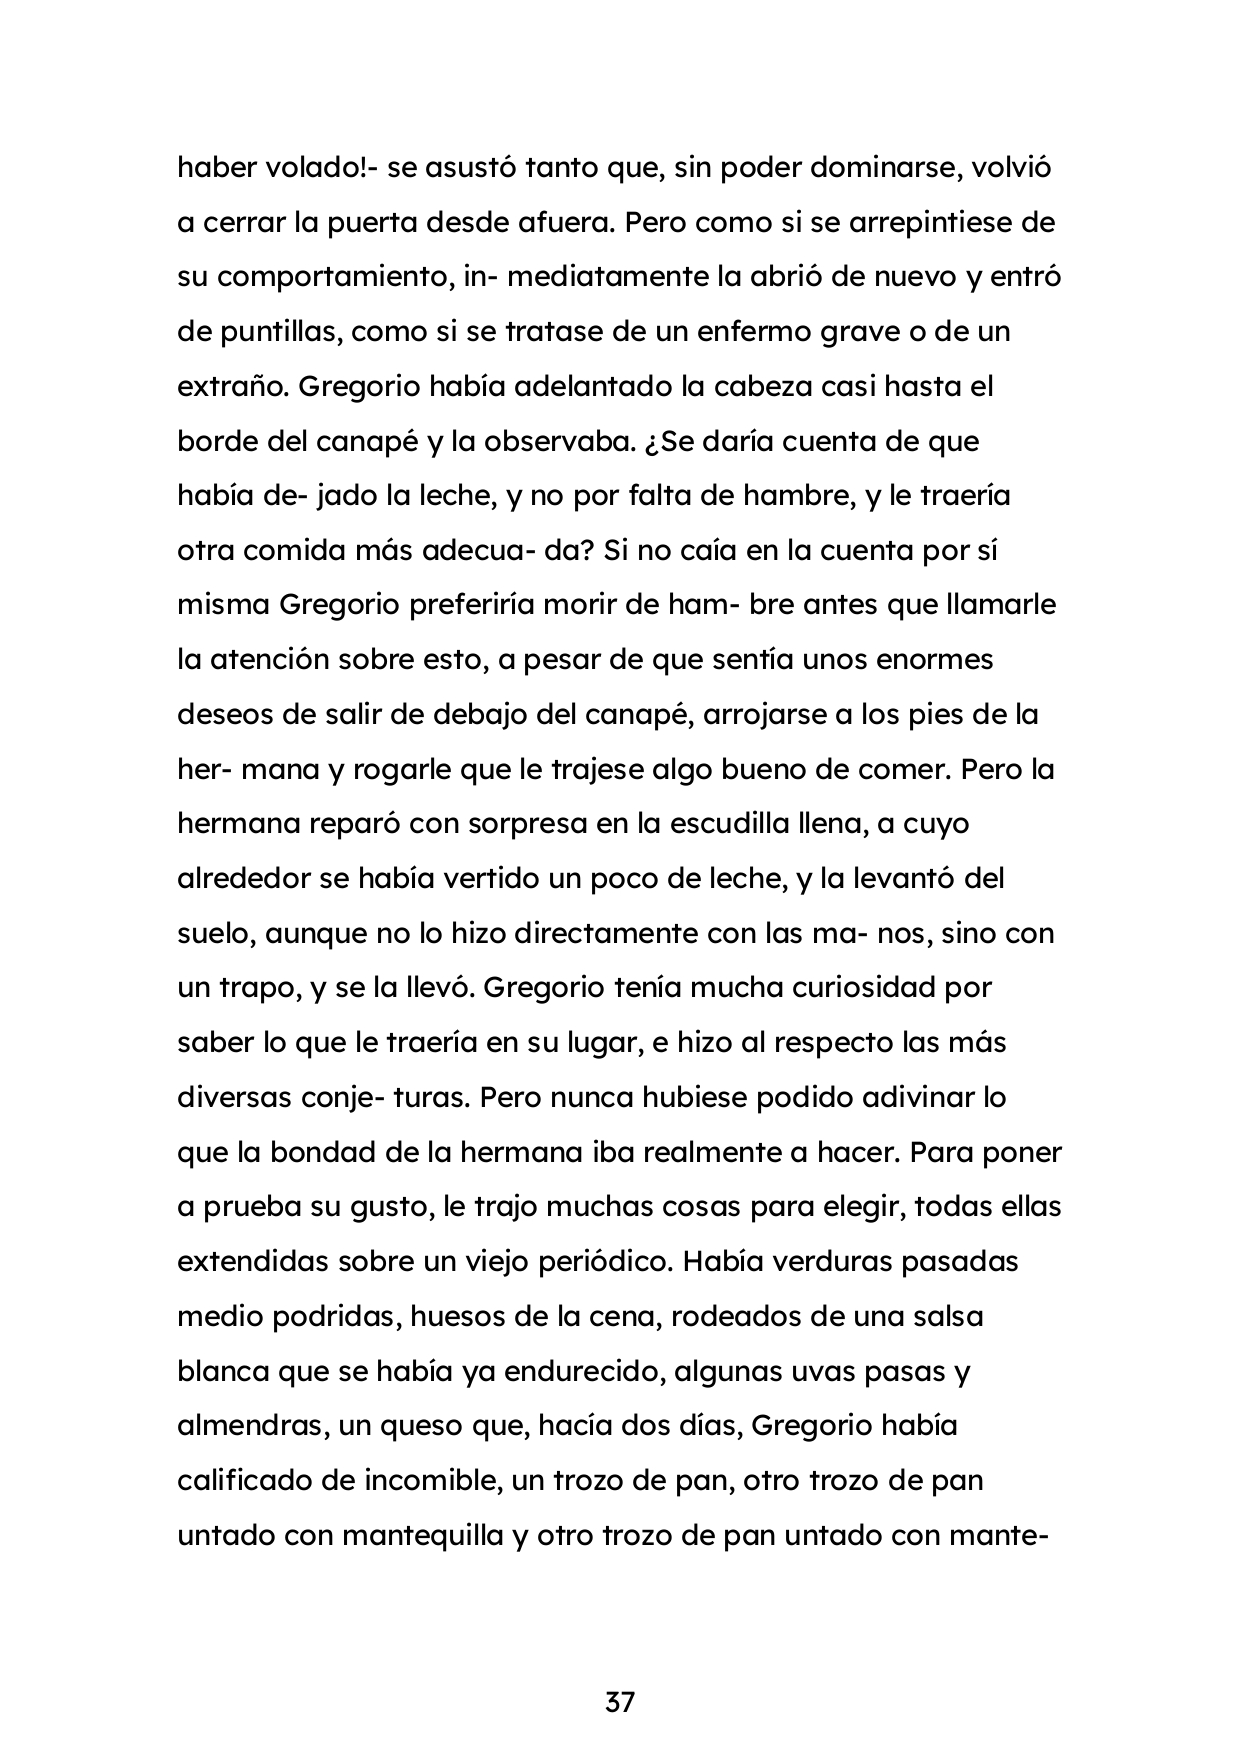 haber volado!- se asustó tanto que, sin poder dominarse, volvió
a cerrar la puerta desde afuera. Pero como si se arrepintiese de
su comportamiento, in- mediatamente la abrió de nuevo y entró
de puntillas, como si se tratase de un enfermo grave o de un
extraño. Gregorio había adelantado la cabeza casi hasta el
borde del canapé y la observaba. ¿Se daría cuenta de que
había de- jado la leche, y no por falta de hambre, y le traería
otra comida más adecua- da? Si no caía en la cuenta por sí
misma Gregorio preferiría morir de ham- bre antes que llamarle
la atención sobre esto, a pesar de que sentía unos enormes
deseos de salir de debajo del canapé, arrojarse a los pies de la
her- mana y rogarle que le trajese algo bueno de comer. Pero la
hermana reparó con sorpresa en la escudilla llena, a cuyo
alrededor se había vertido un poco de leche, y la levantó del
suelo, aunque no lo hizo directamente con las ma- nos, sino con
un trapo, y se la llevó. Gregorio tenía mucha curiosidad por
saber lo que le traería en su lugar, e hizo al respecto las más
diversas conje- turas. Pero nunca hubiese podido adivinar lo
que la bondad de la hermana iba realmente a hacer. Para poner
a prueba su gusto, le trajo muchas cosas para elegir, todas ellas
extendidas sobre un viejo periódico. Había verduras pasadas
medio podridas, huesos de la cena, rodeados de una salsa
blanca que se había ya endurecido, algunas uvas pasas y
almendras, un queso que, hacía dos días, Gregorio había
calificado de incomible, un trozo de pan, otro trozo de pan
untado con mantequilla y otro trozo de pan untado con mante-
37